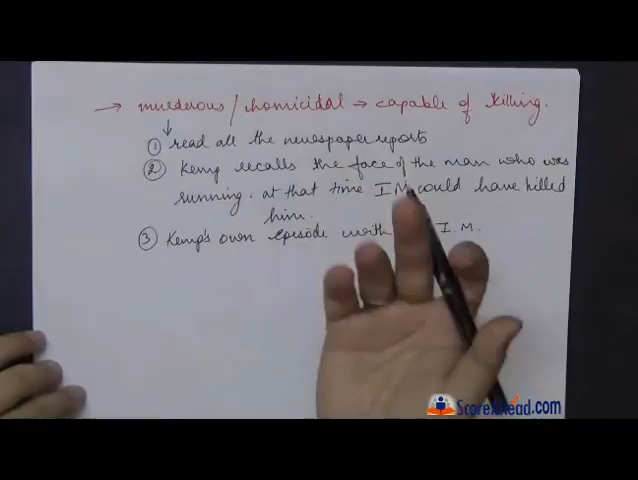 → murderous / homicidal → capable of killing.
① read all the newspaper reports
② Kemp recalls the face of the man who was
running. at that time I M could have killed
him.
③ Kemp's own episode with I.M.
ScoreAhead.com